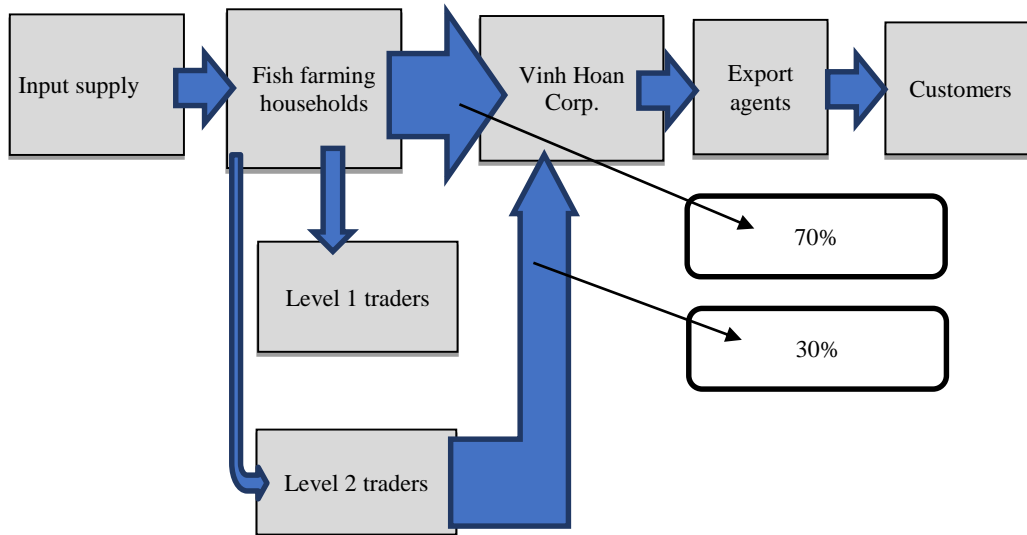 Input supply
Fish farming
households
Vinh Hoan
Corp.
Export
agents
Customers
70%
Level 1 traders
30%
Level 2 traders